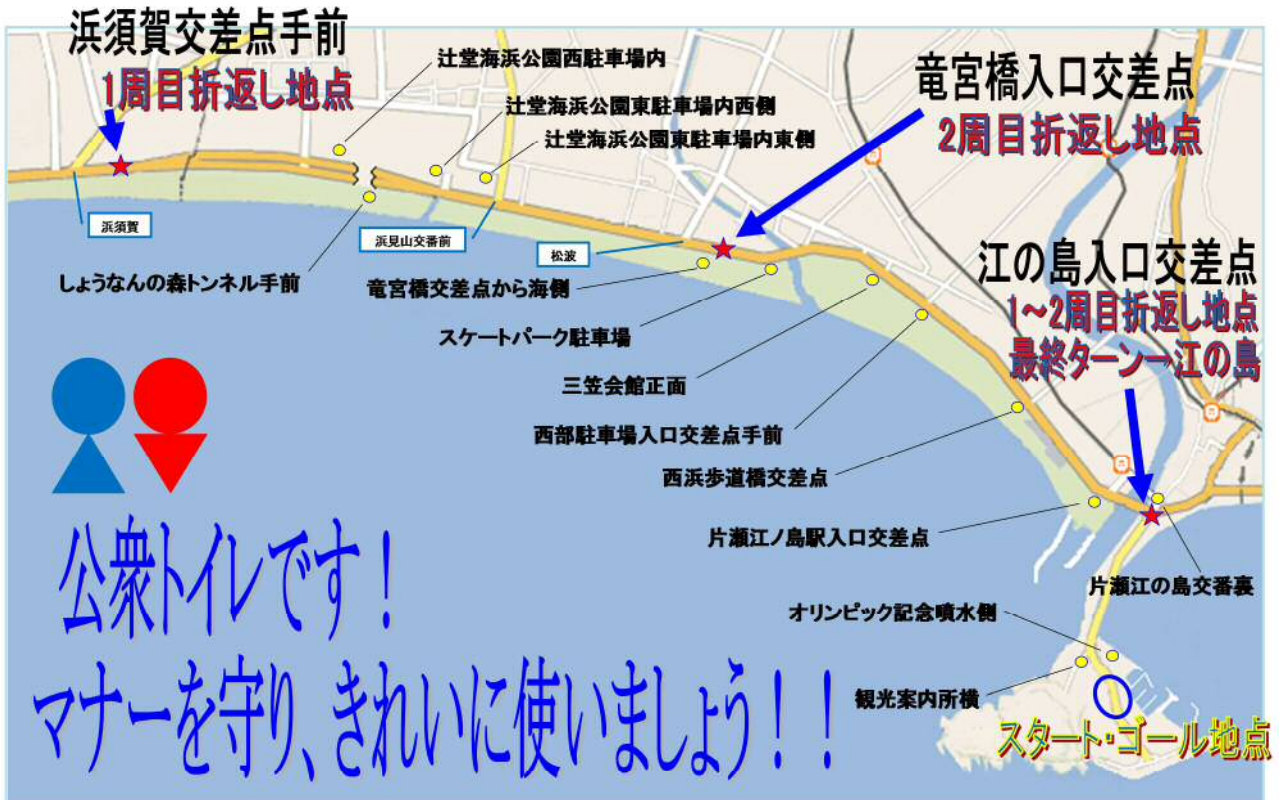 浜須賀交差点手前
1周目折返し地点
辻堂海浜公園西駐車場内
辻堂海浜公園東駐車場内西側
辻堂海浜公園東駐車場内東側
竜宮橋入口交差点
2周目折返し地点
浜須賀
浜見山交番前
松波
江の島入口交差点
1～2周目折返し地点
最終ターン→江の島
しょうなんの森トンネル手前
竜宮橋交差点から海側
スケートパーク駐車場
三笠会館正面
西部駐車場入口交差点手前
西浜歩道橋交差点
片瀬江ノ島駅入口交差点
片瀬江の島交番裏
オリンピック記念噴水側
観光案内所横
スタート・ゴール地点
公衆トイレです！
マナーを守り、きれいに使いましょう！！